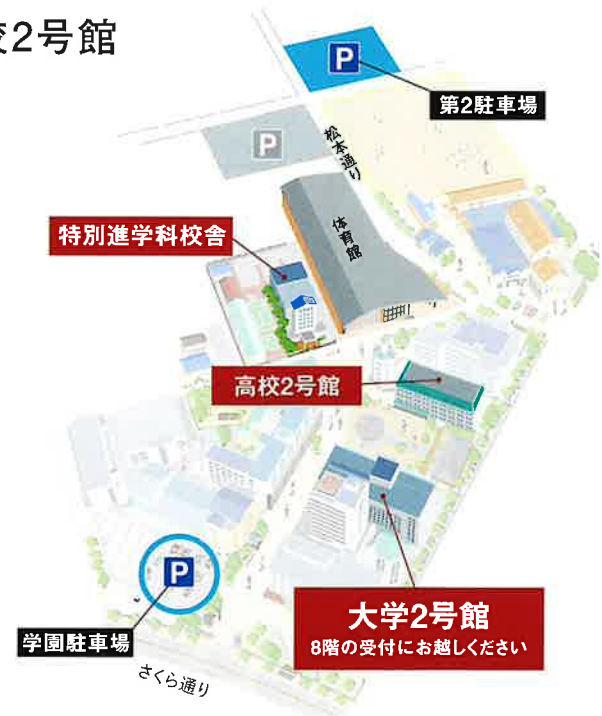 校2号館
P
第2駐車場
P
松本通り
体育館
特別進学科校舎
高校2号館
P
大学2号館
8階の受付にお越しください
学園駐車場
さくら通り